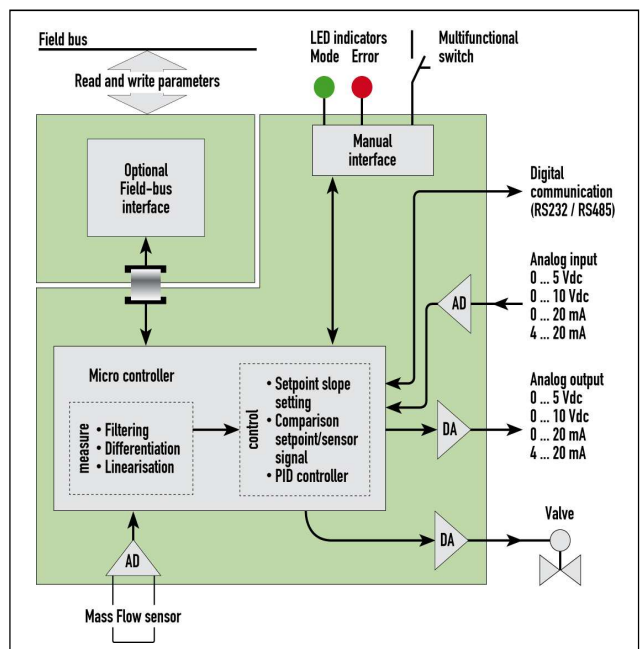 Field bus
Read and write parameters
LED indicators
Mode Error
Multifunctional
switch
Optional
Field-bus
interface
Manual
interface
Digital
communication
(RS232 / RS485)
Analog input
0 ... 5 Vdc
0 ... 10 Vdc
0 ... 20 mA
4 ... 20 mA
AD
Micro controller
measure
• Filtering
• Differentiation
• Linearisation
control
• Setpoint slope
setting
• Comparison
setpoint/sensor
signal
• PID controller
Analog output
0 ... 5 Vdc
0 ... 10 Vdc
0 ... 20 mA
4 ... 20 mA
DA
Valve
DA
AD
Mass Flow sensor